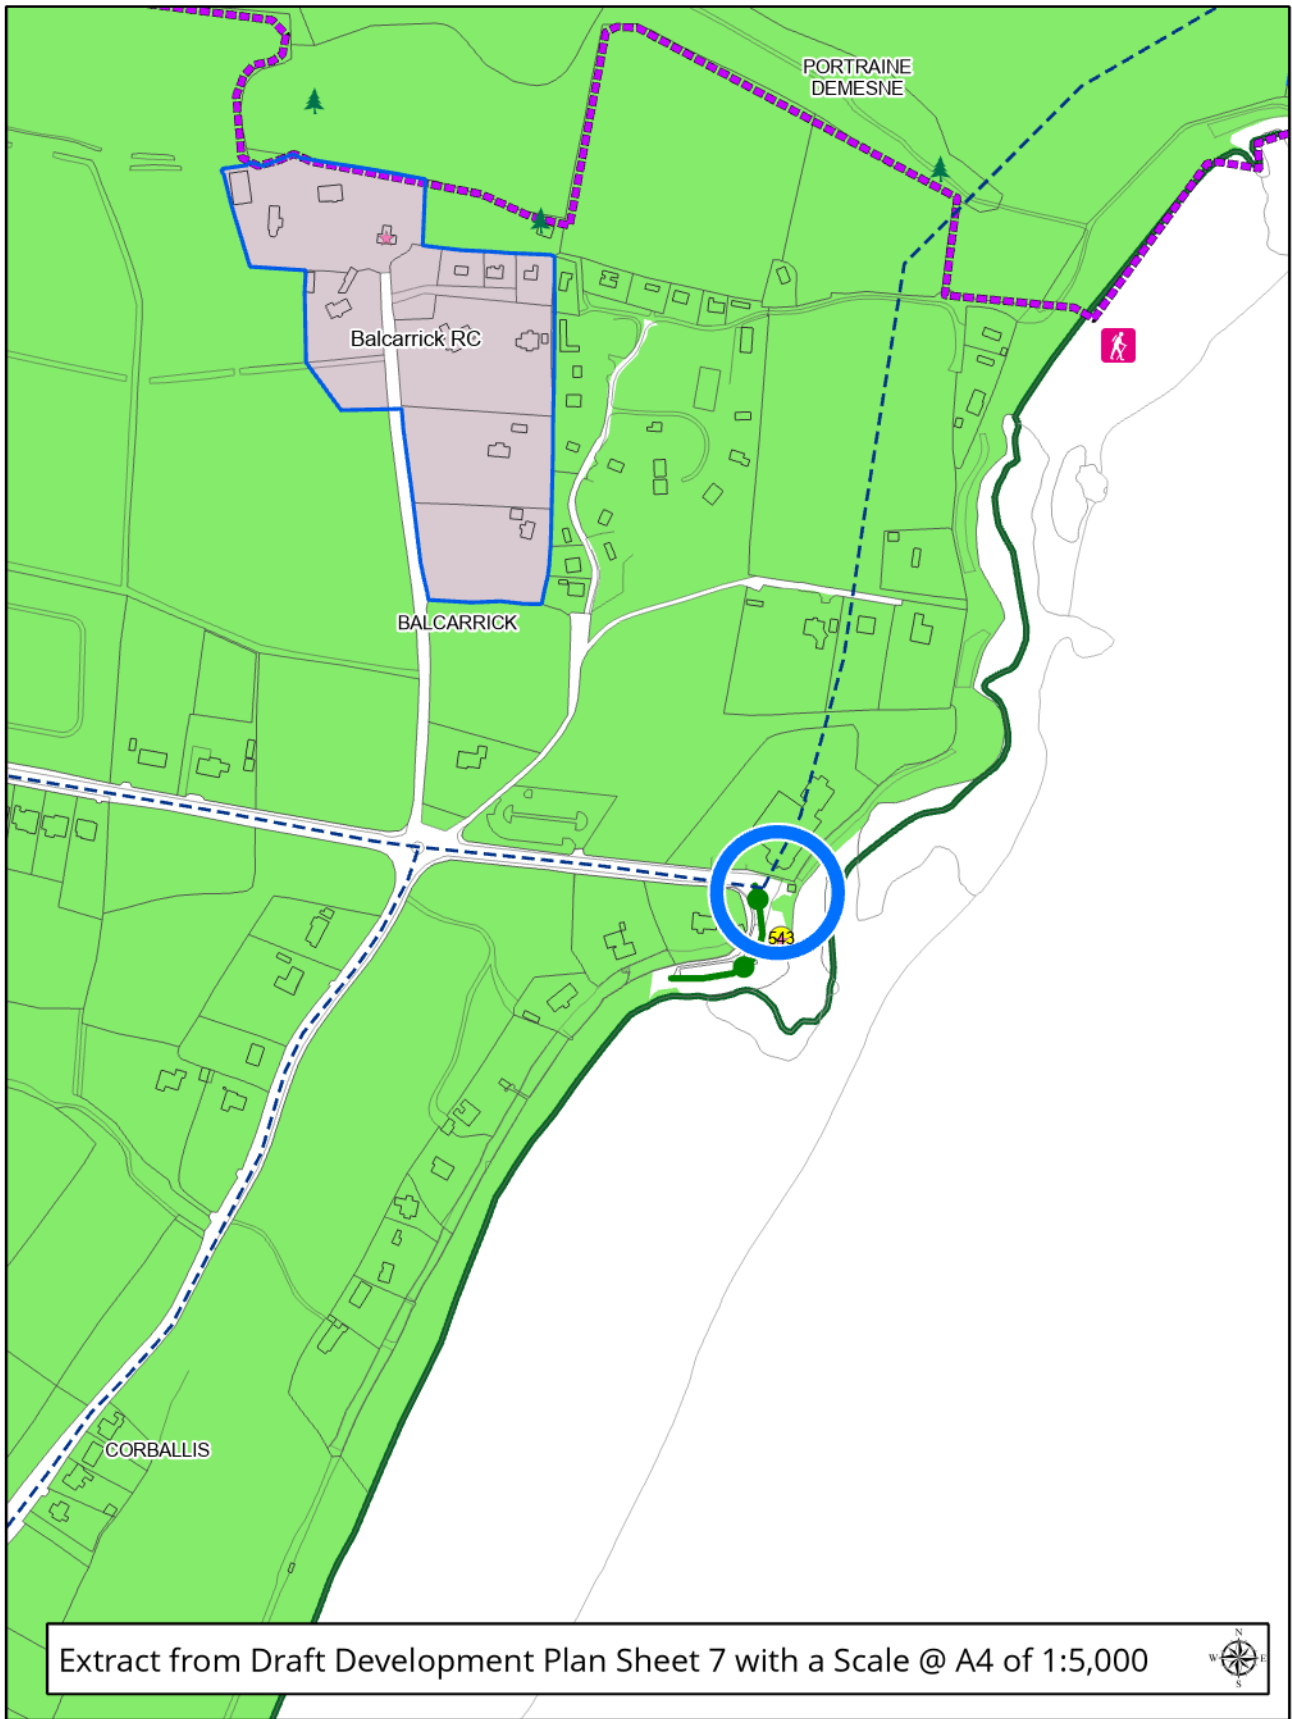 PORTRAINE
DEMESNE
Balcarrick RC
BALCARRICK
543
CORBALLIS
Extract from Draft Development Plan Sheet 7 with a Scale @ A4 of 1:5,000
N
W E
S